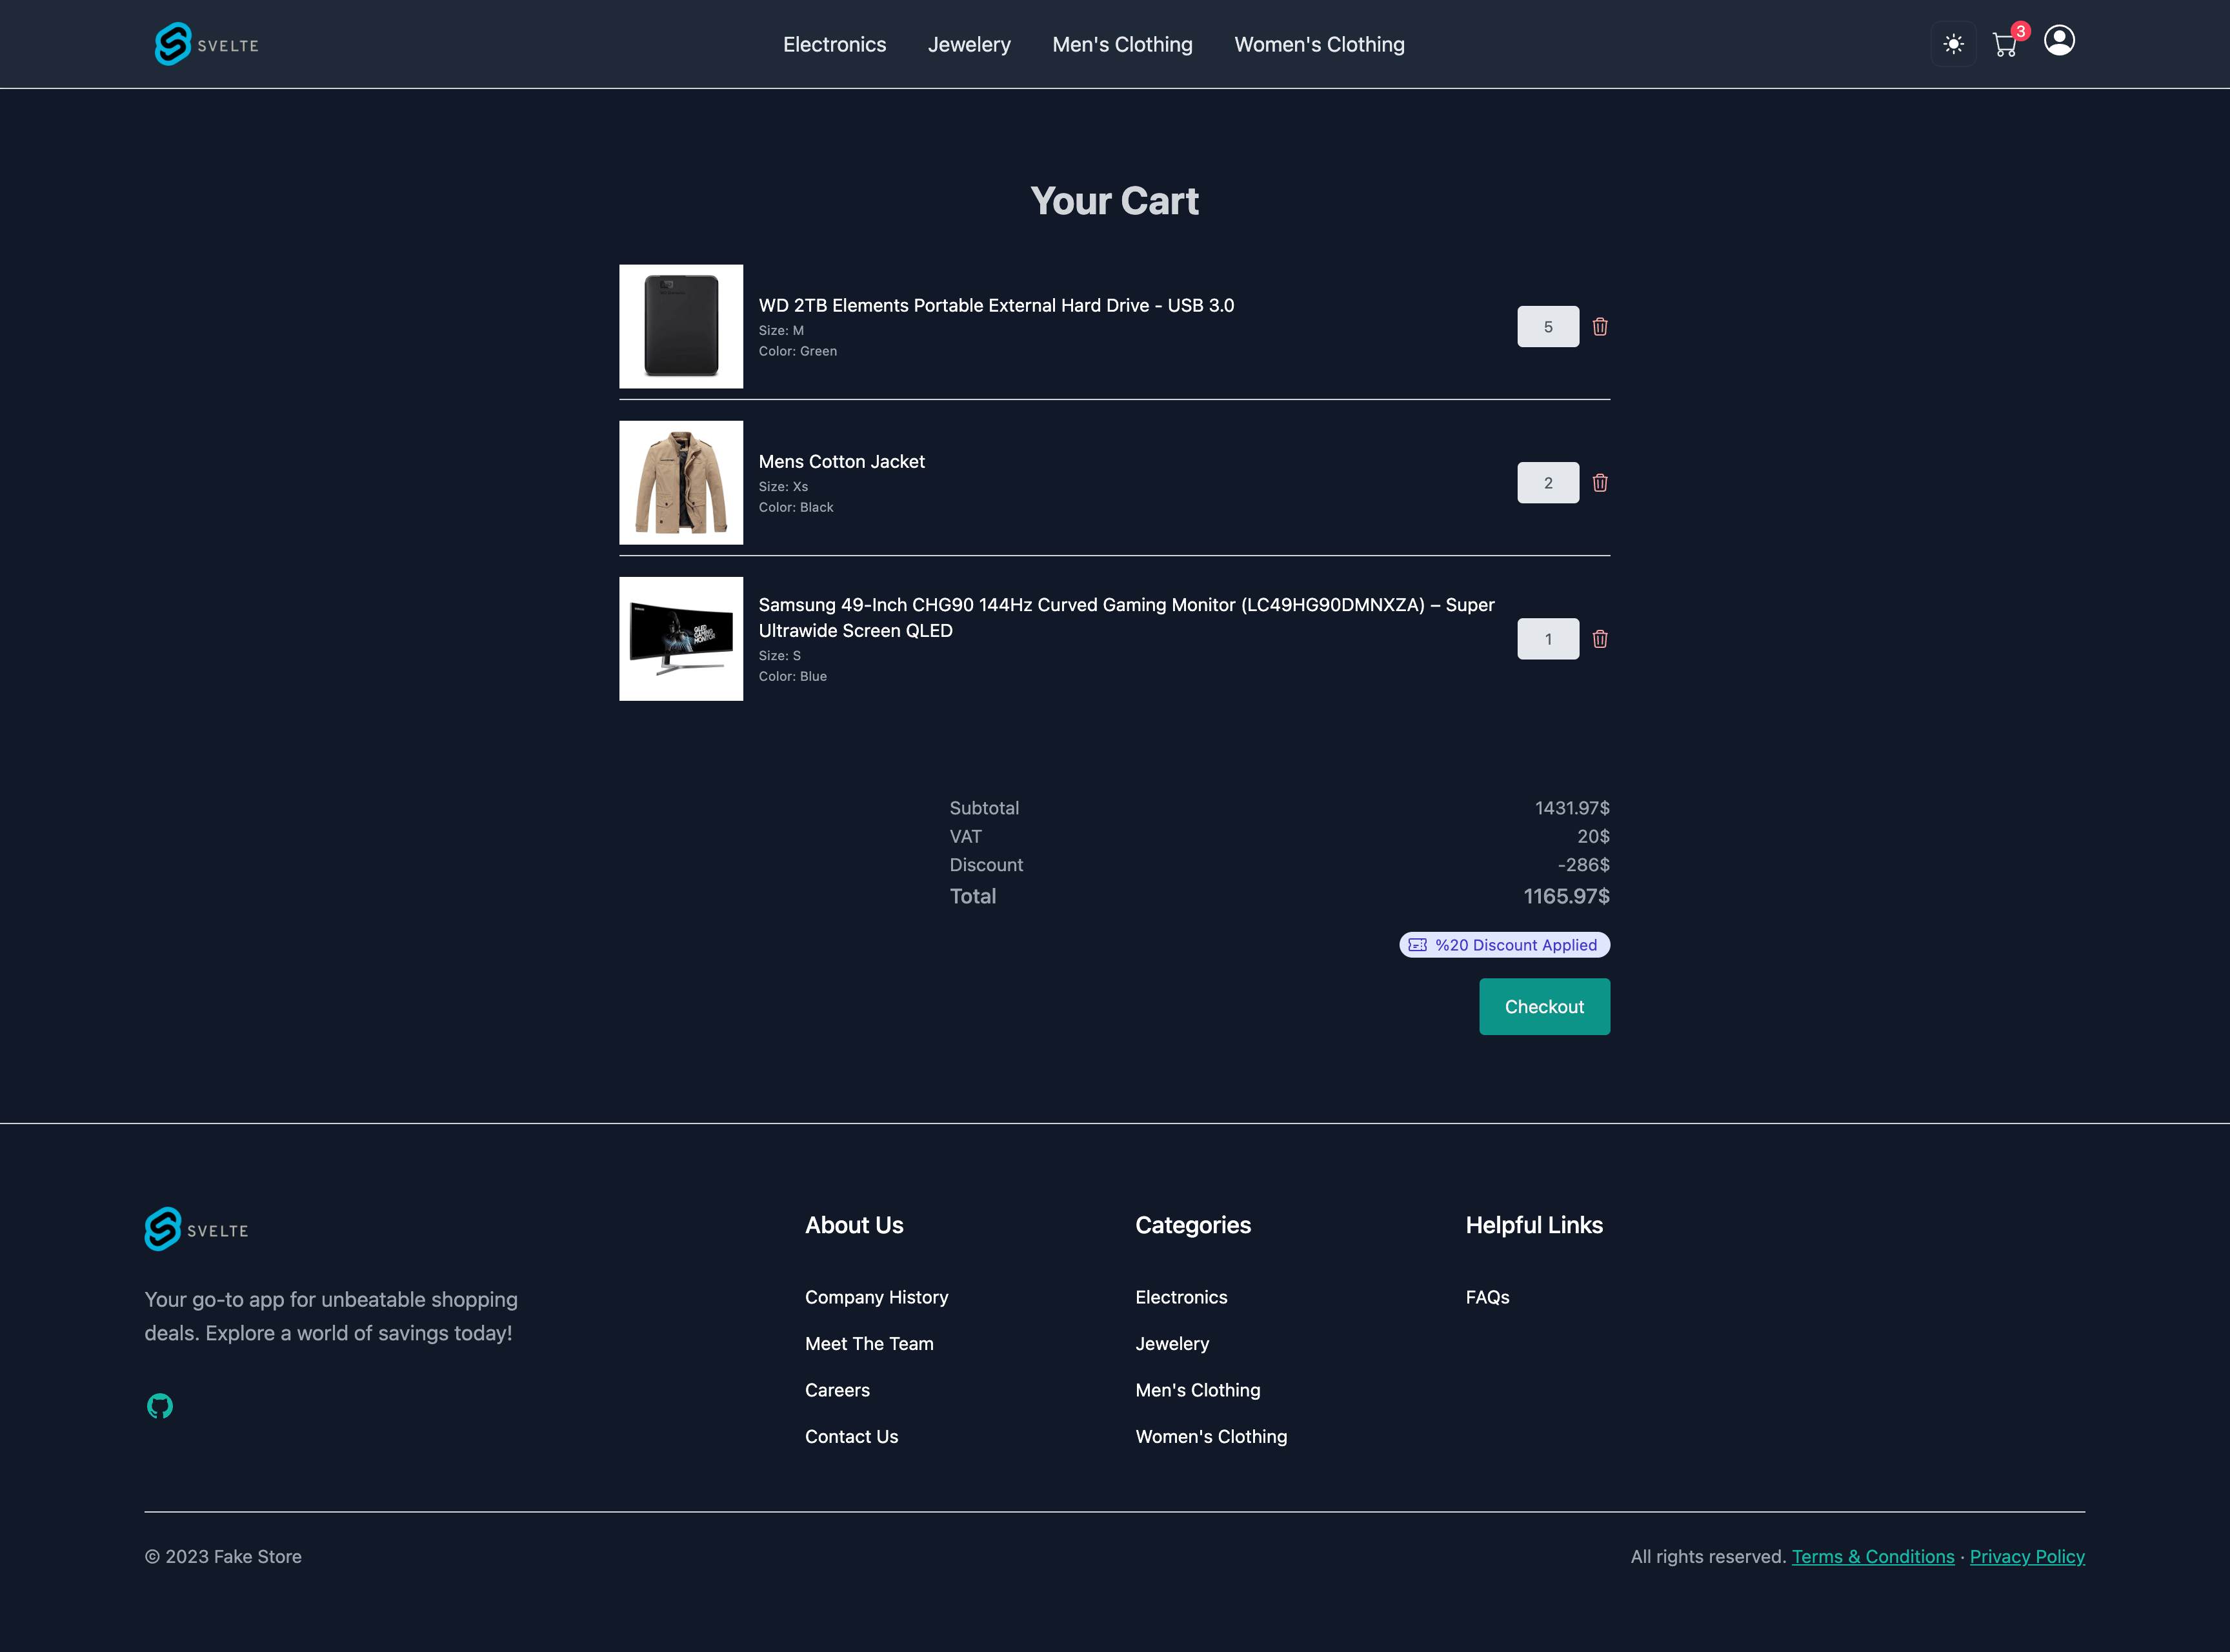 SVELTE
Electronics
Jewelery
Men's Clothing
Women's Clothing
3
Your Cart
WD 2TB Elements Portable External Hard Drive - USB 3.0
Size: M
Color: Green
5
Mens Cotton Jacket
Size: Xs
Color: Black
2
QLED
GAMING
MONITOR
Samsung 49-Inch CHG90 144Hz Curved Gaming Monitor (LC49HG90DMNXZA) – Super
Ultrawide Screen QLED
Size: S
Color: Blue
1
Subtotal 1431.97$
VAT 20$
Discount -286$
Total 1165.97$
%20 Discount Applied
Checkout
SVELTE
Your go-to app for unbeatable shopping
deals. Explore a world of savings today!
About Us
Company History
Meet The Team
Careers
Contact Us
Categories
Electronics
Jewelery
Men's Clothing
Women's Clothing
Helpful Links
FAQs
© 2023 Fake Store
All rights reserved. Terms & Conditions · Privacy Policy